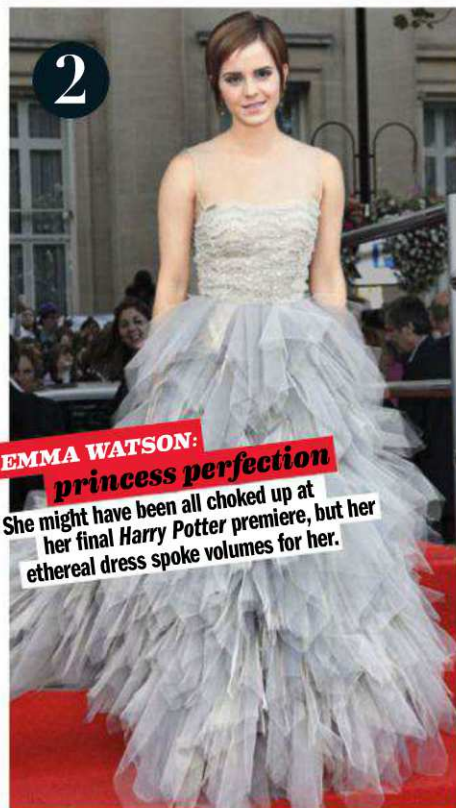 2
EMMA WATSON:
princess perfection
She might have been all choked up at
her final Harry Potter premiere, but her
ethereal dress spoke volumes for her.